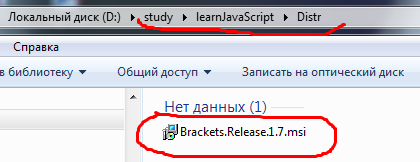 Локальный диск (D:) ▸ study ▸ learnJavaScript ▸ Distr
Справка
в библиотеку ▾ Общий доступ ▾ Записать на оптический диск
Нет данных (1)
Brackets.Release.1.7.msi